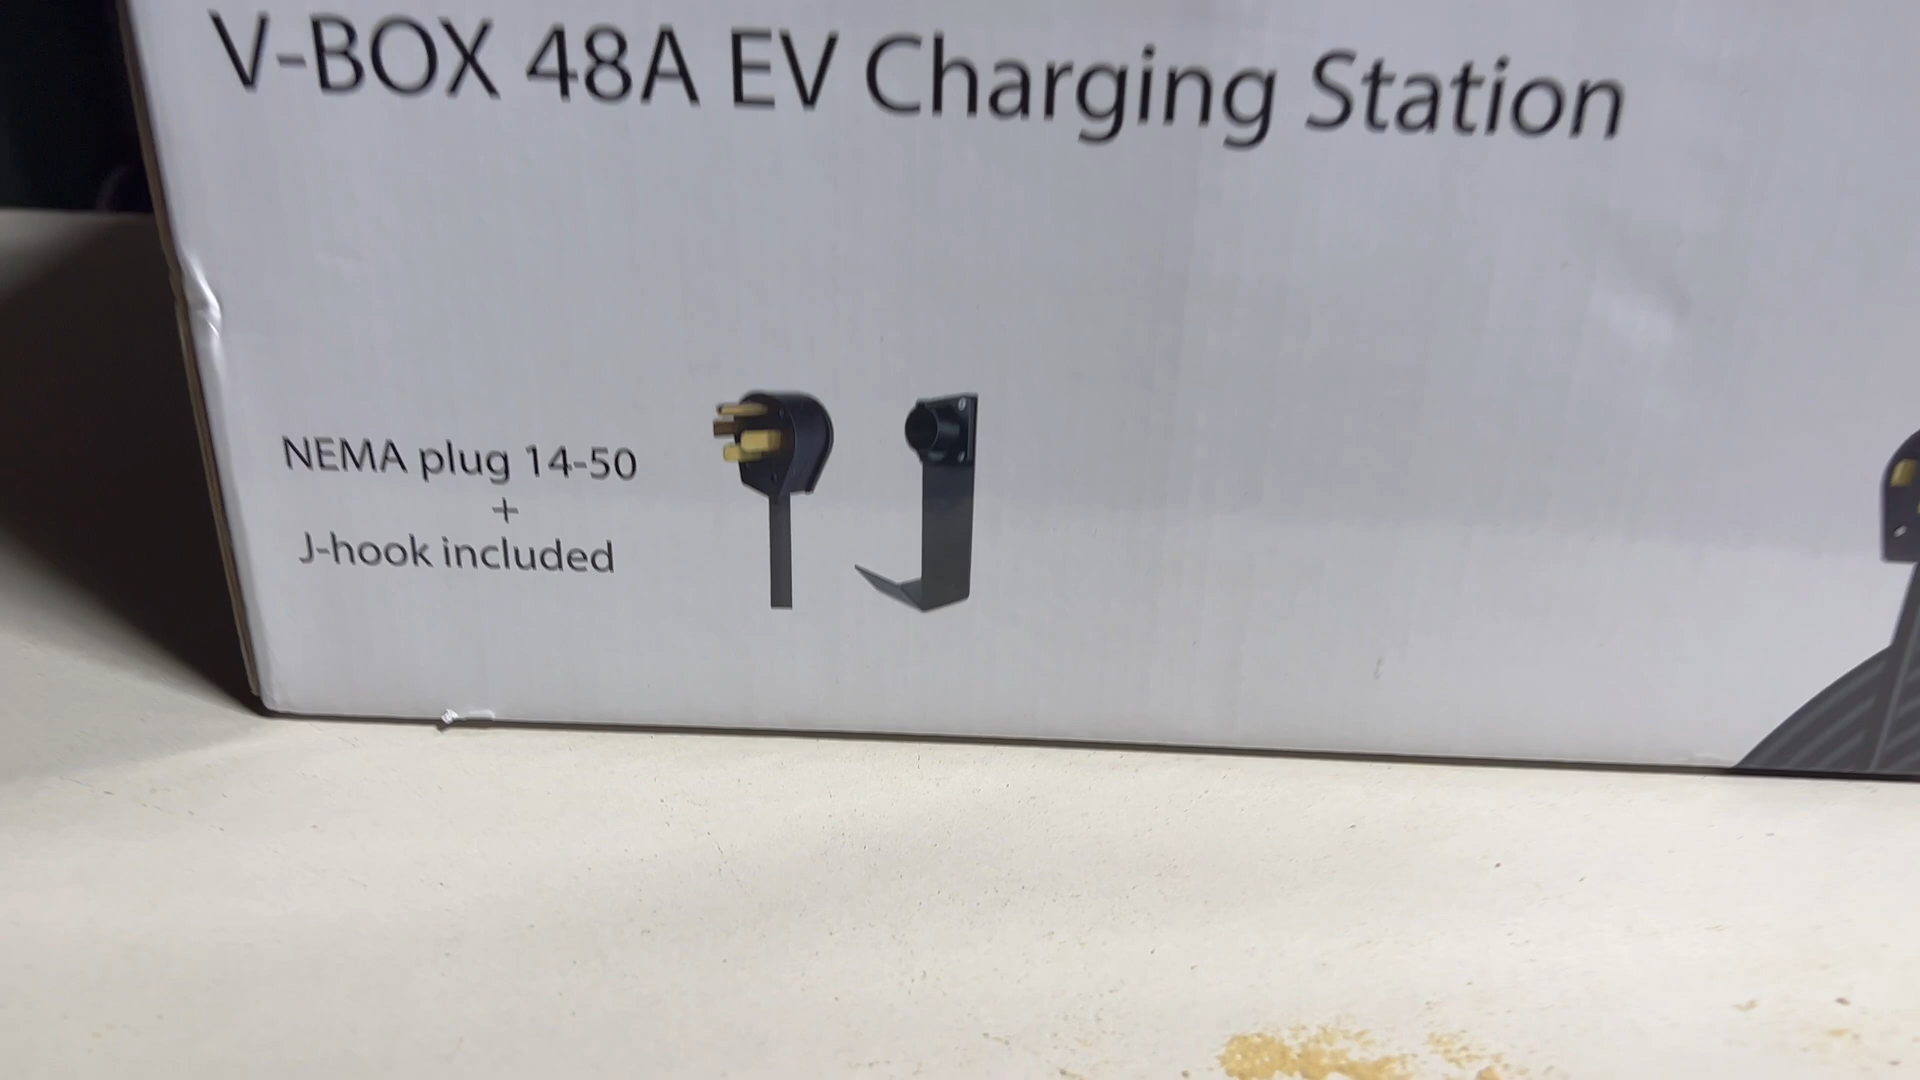 V-BOX 48A EV Charging Station
NEMA plug 14-50
+
J-hook included